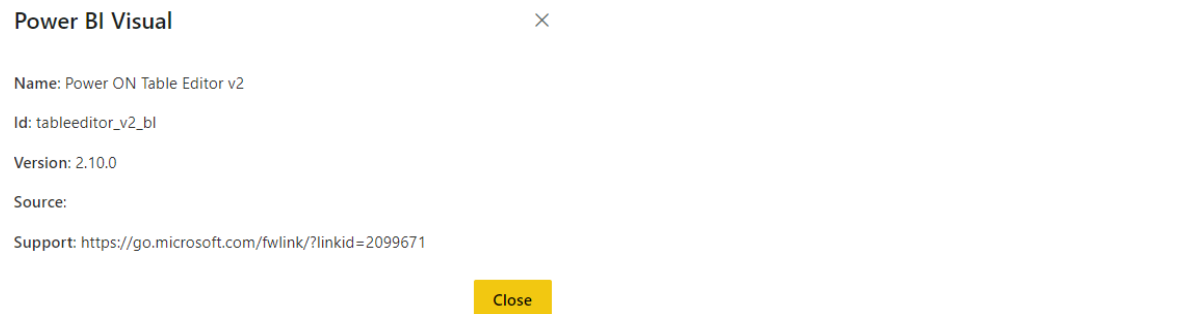 Power BI Visual
Name: Power ON Table Editor v2
Id: tableeditor_v2_bl
Version: 2.10.0
Source:
Support: https://go.microsoft.com/fwlink/?linkid=2099671
Close